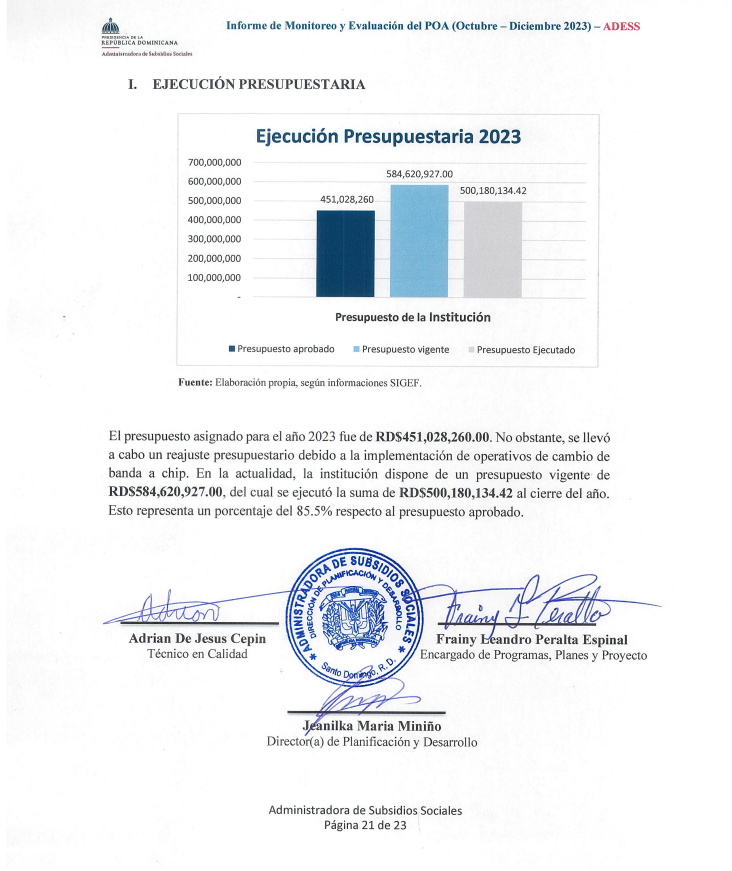 Informe de Monitoreo y Evaluación del POA (Octubre – Diciembre 2023) – ADESS
PRESIDENCIA DE LA
REPÚBLICA DOMINICANA
Administradora de Subsidios Sociales
I. EJECUCIÓN PRESUPUESTARIA
Ejecución Presupuestaria 2023
700,000,000
600,000,000
500,000,000
400,000,000
300,000,000
200,000,000
100,000,000
-
451,028,260
584,620,927.00
500,180,134.42
Presupuesto de la Institución
Presupuesto aprobado
Presupuesto vigente
Presupuesto Ejecutado
Fuente: Elaboración propia, según informaciones SIGEF.
El presupuesto asignado para el año 2023 fue de RD$451,028,260.00. No obstante, se llevó
a cabo un reajuste presupuestario debido a la implementación de operativos de cambio de
banda a chip. En la actualidad, la institución dispone de un presupuesto vigente de
RD$584,620,927.00, del cual se ejecutó la suma de RD$500,180,134.42 al cierre del año.
Esto representa un porcentaje del 85.5% respecto al presupuesto aprobado.
Adrian
ADMINISTRADORA DE SUBSIDIOS SOCIALES
DIRECCIÓN DE PLANIFICACIÓN Y DESARROLLO
Santo Domingo, R. D.
Frainy L Peralta
Adrian De Jesus Cepin
Técnico en Calidad
Frainy Leandro Peralta Espinal
Encargado de Programas, Planes y Proyecto
Jeanilka Maria Miniño
Director(a) de Planificación y Desarrollo
Administradora de Subsidios Sociales
Página 21 de 23